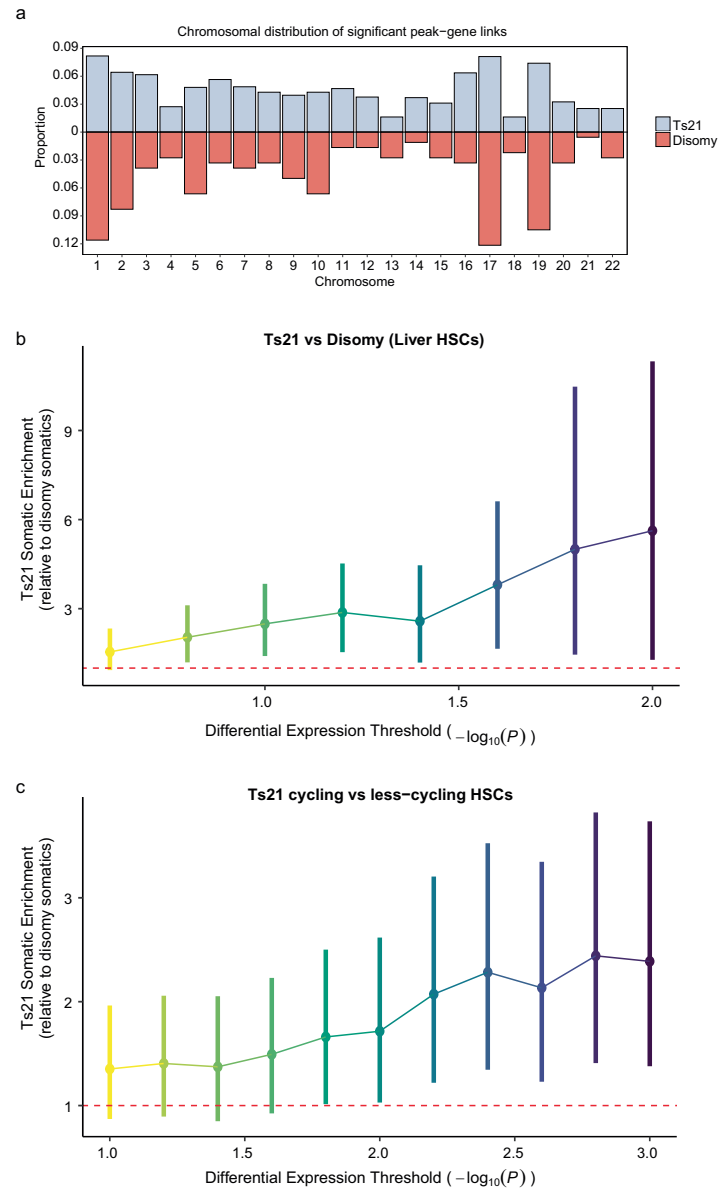 a
Chromosomal distribution of significant peak−gene links
0.09
0.06
0.03
0
0.03
0.06
0.09
0.12
Proportion
1 2 3 4 5 6 7 8 9 10 11 12 13 14 15 16 17 18 19 20 21 22
Chromosome
Ts21
Disomy
b
Ts21 vs Disomy (Liver HSCs)
Ts21 Somatic Enrichment
(relative to disomy somatics)
9
6
3
1.0 1.5 2.0
Differential Expression Threshold ( −log₁₀(P) )
c
Ts21 cycling vs less−cycling HSCs
Ts21 Somatic Enrichment
(relative to disomy somatics)
3
2
1
1.0 1.5 2.0 2.5 3.0
Differential Expression Threshold ( −log₁₀(P) )